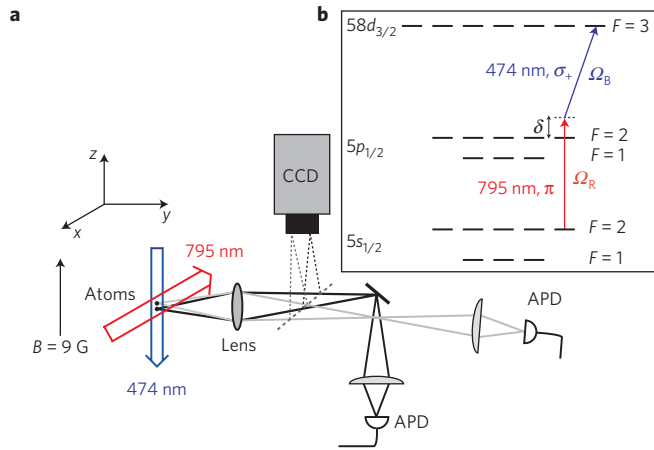 a
z
y
x
B = 9 G
Atoms
795 nm
474 nm
Lens
CCD
APD
APD
b
58d3/2
F = 3
474 nm, σ+
ΩB
δ
5p1/2
F = 2
F = 1
795 nm, π
ΩR
5s1/2
F = 2
F = 1